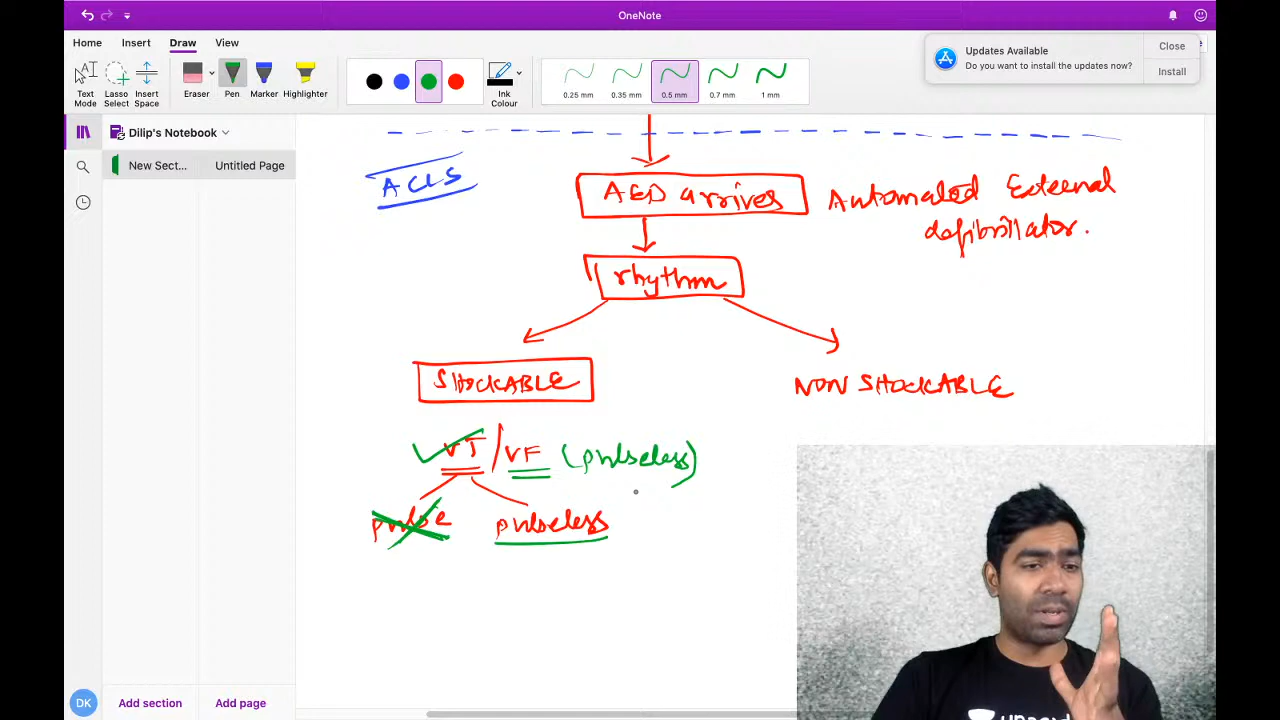 OneNote
Home Insert Draw View
Updates Available
Do you want to install the updates now?
Close
Install
Text Mode
Lasso Select
Insert Space
Eraser
Pen
Marker
Highlighter
Ink Colour
0.25 mm
0.35 mm
0.5 mm
0.7 mm
1 mm
Dilip's Notebook
New Sect...
Untitled Page
ACLS
AED arrives
Automated External
defibrillator.
rhythm
SHOCKABLE
NON SHOCKABLE
VT / VF (pulseless)
pulse pulseless
DK
Add section
Add page